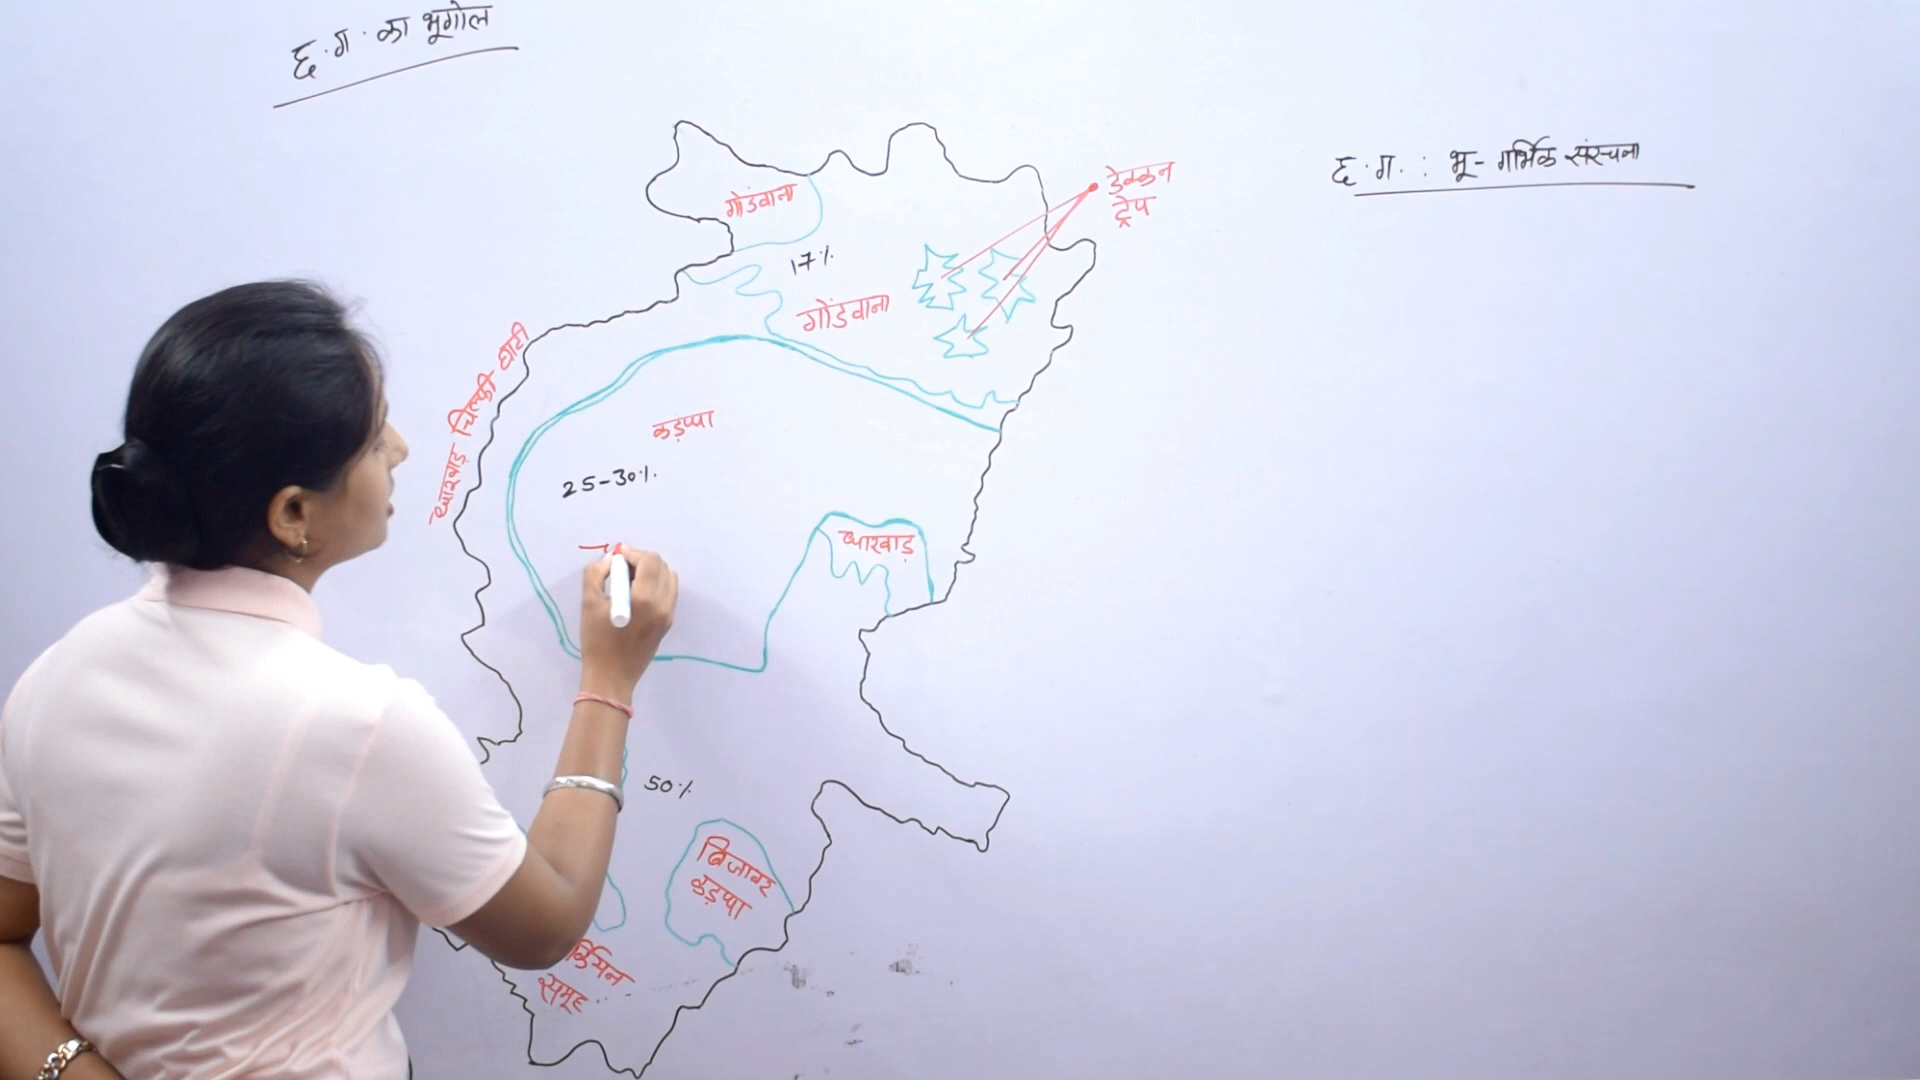 छ.ग. का भूगोल
छ.ग. : भू-गर्भिक संरचना
डेक्कन
ट्रेप
गोंडवाना
17%
गोंडवाना
धारवाड़ चिल्फी घाटी
कड़प्पा
25-30%.
धारवाड़
50%
बिजावर
कड़प्पा
समूह